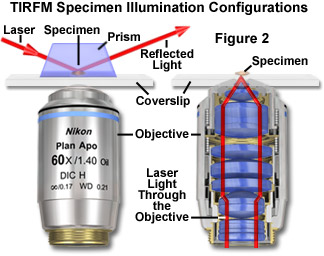 TIRFM Specimen Illumination Configurations
Laser
Specimen
Prism
Reflected
Light
Figure 2
Specimen
Coverslip
Objective
Nikon
Plan Apo
60X/1.40 Oil
DIC H
∞/0.17 WD 0.21
Laser
Light
Through
the
Objective